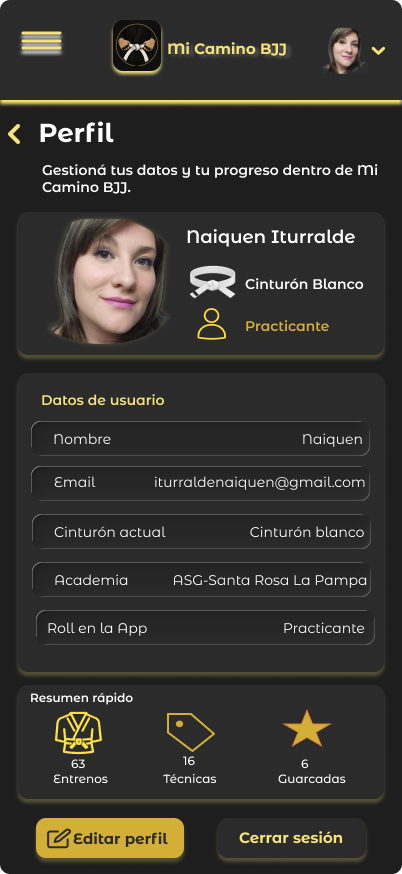 Mi Camino BJJ
Perfil
Gestioná tus datos y tu progreso dentro de Mi
Camino BJJ.
Naiquen Iturralde
Cinturón Blanco
Practicante
Datos de usuario
Nombre Naiquen
Email iturraldenaiquen@gmail.com
Cinturón actual Cinturón blanco
Academia ASG-Santa Rosa La Pampa
Roll en la App Practicante
Resumen rápido
63 16 6
Entrenos Técnicas Guarcadas
Editar perfil Cerrar sesión